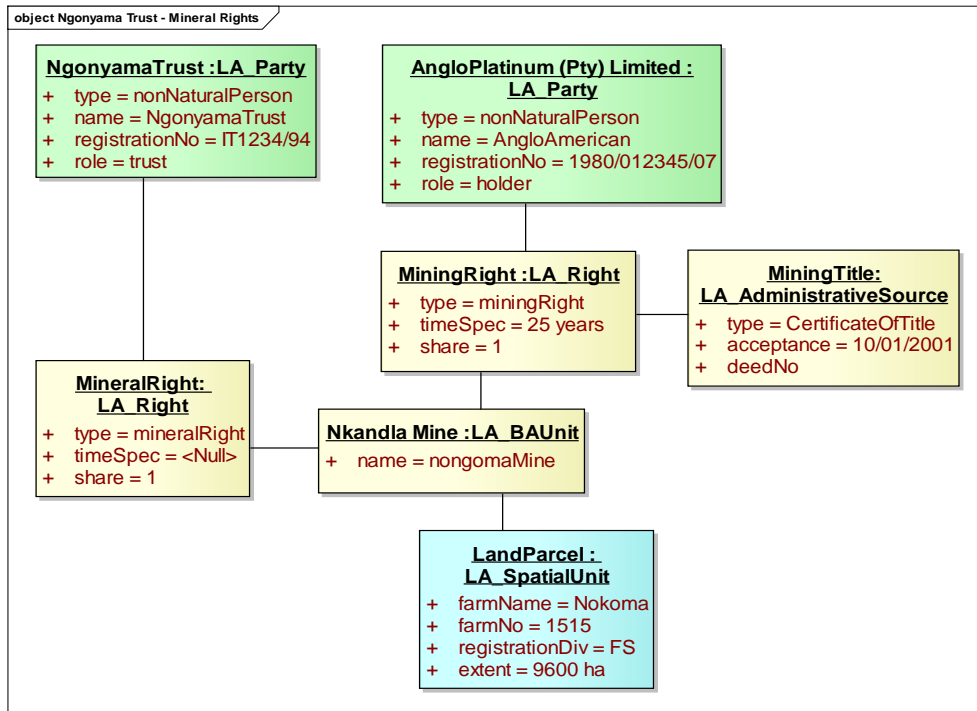 object Ngonyama Trust - Mineral Rights
NgonyamaTrust :LA_Party
+ type = nonNaturalPerson
+ name = NgonyamaTrust
+ registrationNo = IT1234/94
+ role = trust
AngloPlatinum (Pty) Limited :
LA_Party
+ type = nonNaturalPerson
+ name = AngloAmerican
+ registrationNo = 1980/012345/07
+ role = holder
MiningRight :LA_Right
+ type = miningRight
+ timeSpec = 25 years
+ share = 1
MiningTitle:
LA_AdministrativeSource
+ type = CertificateOfTitle
+ acceptance = 10/01/2001
+ deedNo
MineralRight:
LA_Right
+ type = mineralRight
+ timeSpec = <Null>
+ share = 1
Nkandla Mine :LA_BAUnit
+ name = nongomaMine
LandParcel :
LA_SpatialUnit
+ farmName = Nokoma
+ farmNo = 1515
+ registrationDiv = FS
+ extent = 9600 ha